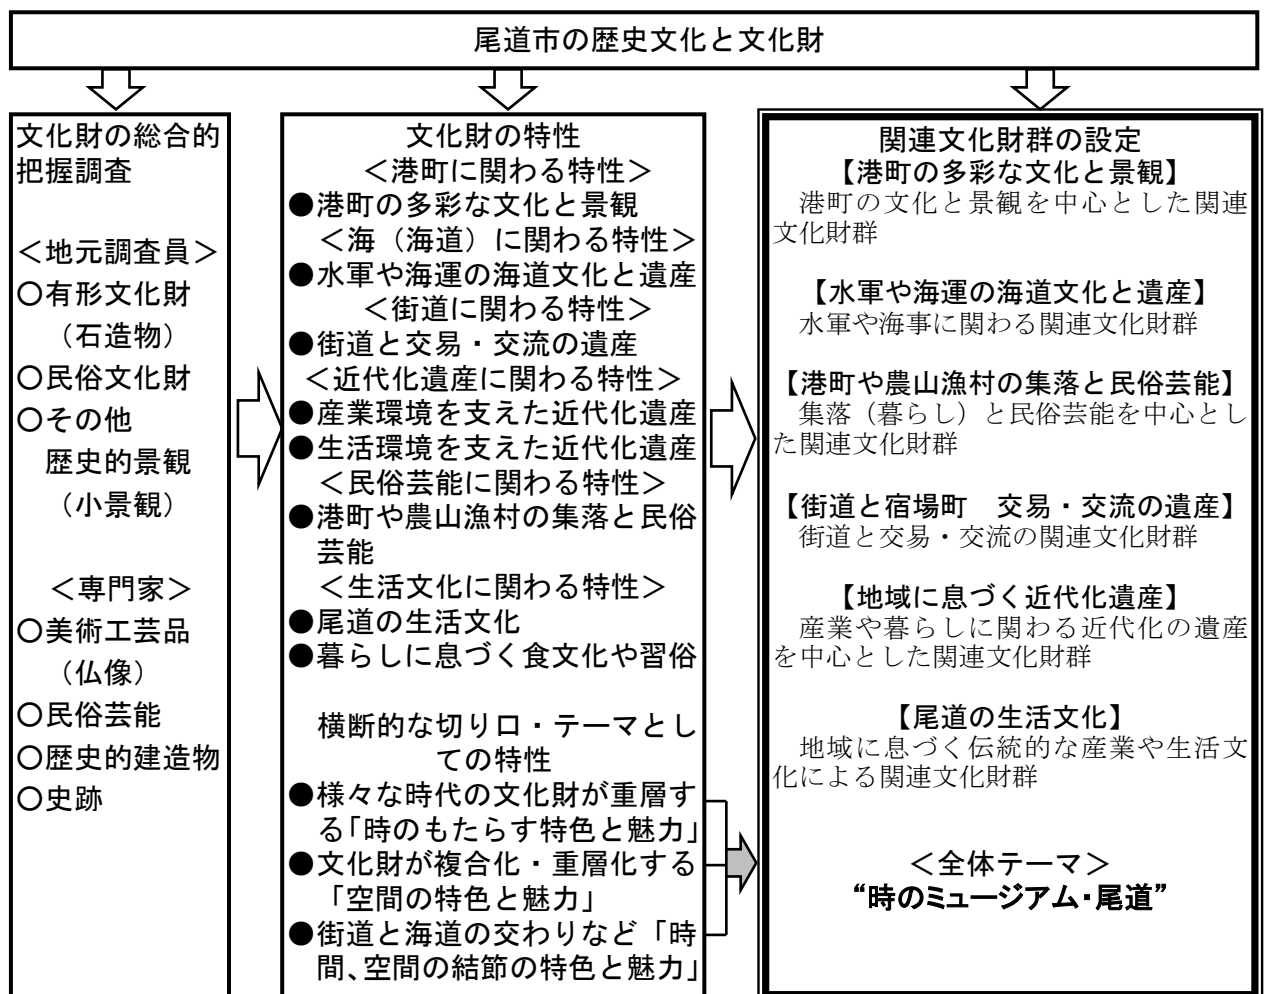 尾道市の歴史文化と文化財
文化財の総合的
把握調査
＜地元調査員＞
○有形文化財
（石造物）
○民俗文化財
○その他
歴史的景観
（小景観）
＜専門家＞
○美術工芸品
（仏像）
○民俗芸能
○歴史的建造物
○史跡
文化財の特性
＜港町に関わる特性＞
●港町の多彩な文化と景観
＜海（海道）に関わる特性＞
●水軍や海運の海道文化と遺産
＜街道に関わる特性＞
●街道と交易・交流の遺産
＜近代化遺産に関わる特性＞
●産業環境を支えた近代化遺産
●生活環境を支えた近代化遺産
＜民俗芸能に関わる特性＞
●港町や農山漁村の集落と民俗
芸能
＜生活文化に関わる特性＞
●尾道の生活文化
●暮らしに息づく食文化や習俗
横断的な切り口・テーマとし
ての特性
●様々な時代の文化財が重層す
る「時のもたらす特色と魅力」
●文化財が複合化・重層化する
「空間の特色と魅力」
●街道と海道の交わりなど「時
間、空間の結節の特色と魅力」
関連文化財群の設定
【港町の多彩な文化と景観】
港町の文化と景観を中心とした関連
文化財群
【水軍や海運の海道文化と遺産】
水軍や海事に関わる関連文化財群
【港町や農山漁村の集落と民俗芸能】
集落（暮らし）と民俗芸能を中心とし
た関連文化財群
【街道と宿場町　交易・交流の遺産】
街道と交易・交流の関連文化財群
【地域に息づく近代化遺産】
産業や暮らしに関わる近代化の遺産
を中心とした関連文化財群
【尾道の生活文化】
地域に息づく伝統的な産業や生活文
化による関連文化財群
＜全体テーマ＞
“時のミュージアム・尾道”